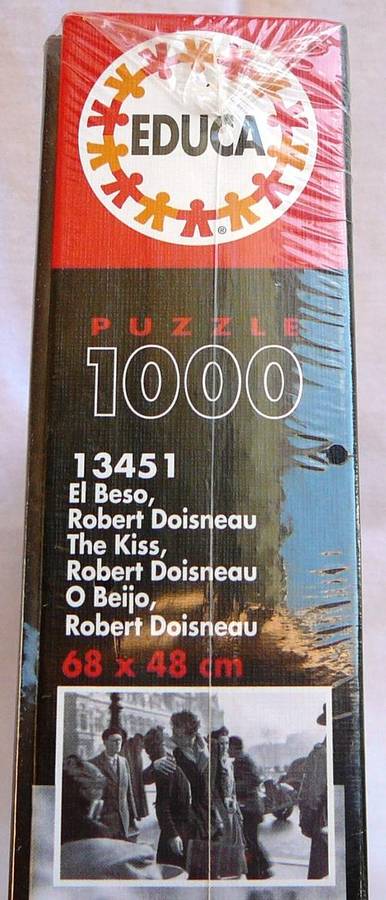 EDUCA
®
PUZZLE
1000
13451
El Beso,
Robert Doisneau
The Kiss,
Robert Doisneau
O Beijo,
Robert Doisneau
68 x 48 cm